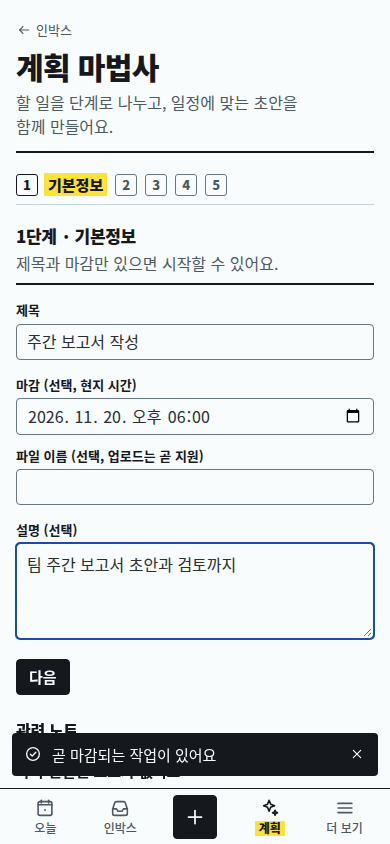 ← 인박스
계획 마법사
할 일을 단계로 나누고, 일정에 맞는 초안을
함께 만들어요.
1 기본정보 2 3 4 5
1단계 · 기본정보
제목과 마감만 있으면 시작할 수 있어요.
제목
주간 보고서 작성
마감 (선택, 현지 시간)
2026. 11. 20. 오후 06:00
파일 이름 (선택, 업로드는 곧 지원)
설명 (선택)
팀 주간 보고서 초안과 검토까지
다음
관련 노트
곧 마감되는 작업이 있어요
오늘 인박스 계획 더 보기